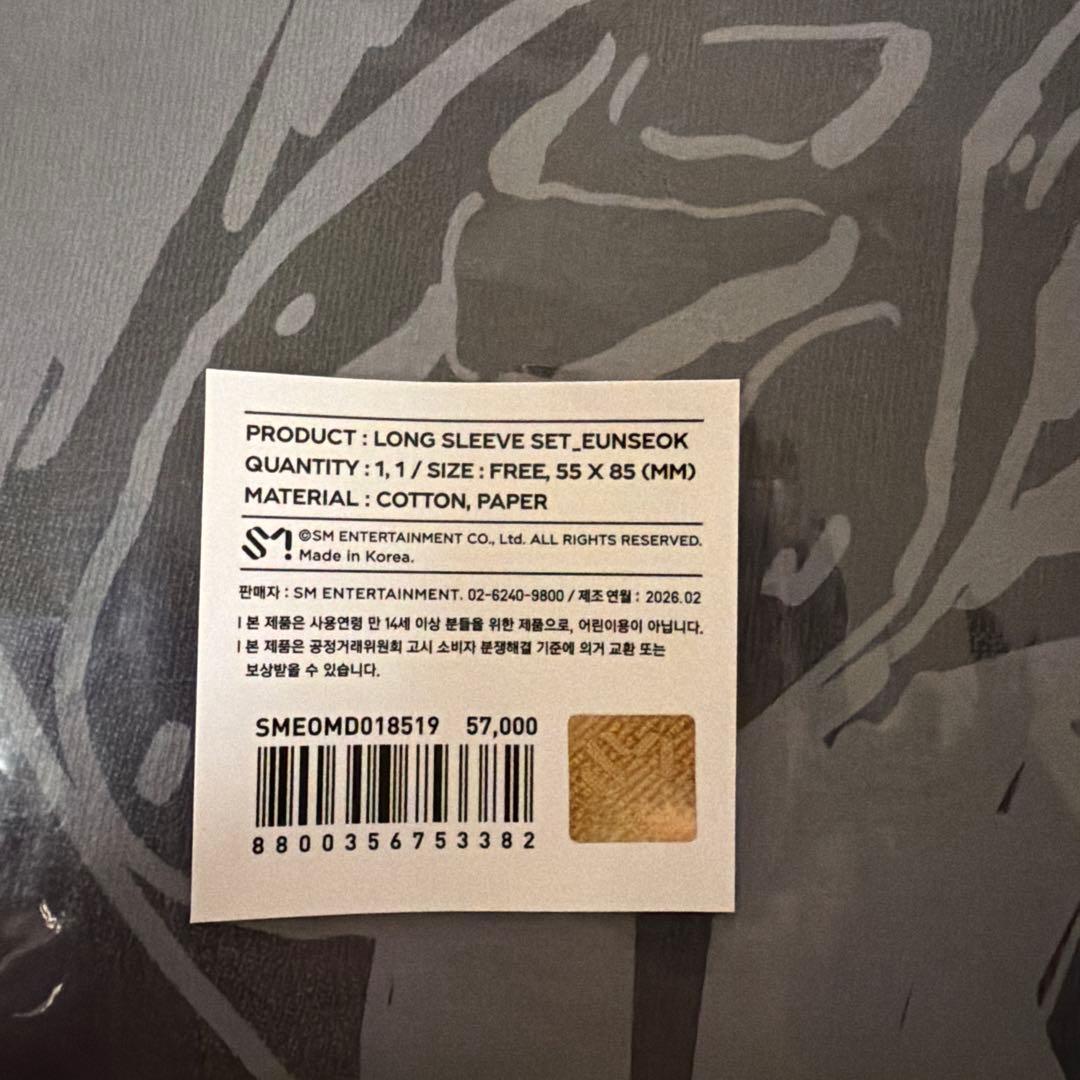 PRODUCT : LONG SLEEVE SET_EUNSEOK
QUANTITY : 1, 1 / SIZE : FREE, 55 X 85 (MM)
MATERIAL : COTTON, PAPER
SM ©SM ENTERTAINMENT CO., Ltd. ALL RIGHTS RESERVED.
Made in Korea.
판매자 : SM ENTERTAINMENT. 02-6240-9800 / 제조연월 : 2026.02
| 본 제품은 사용연령 만 14세 이상 분들을 위한 제품으로, 어린이용이 아닙니다.
| 본 제품은 공정거래위원회 고시 소비자 분쟁해결 기준에 의거 교환 또는
보상받을 수 있습니다.
SMEOMD018519 57,000
8800356753382